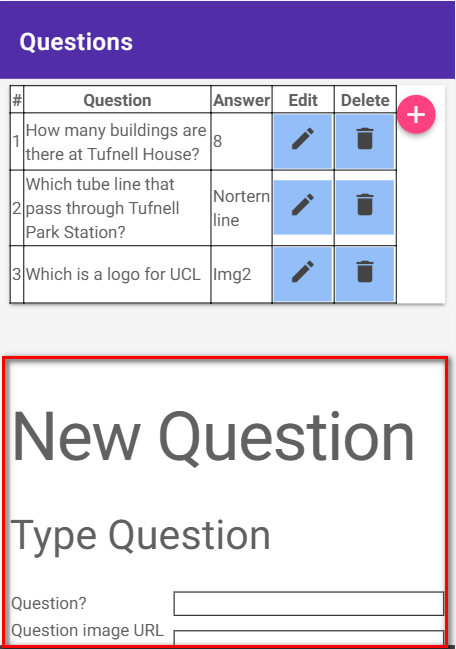 Questions
# Question Answer Edit Delete
+
1 How many buildings are there at Tufnell House? 8
2 Which tube line that pass through Tufnell Park Station? Nortern line
3 Which is a logo for UCL Img2
New Question
Type Question
Question?
Question image URL